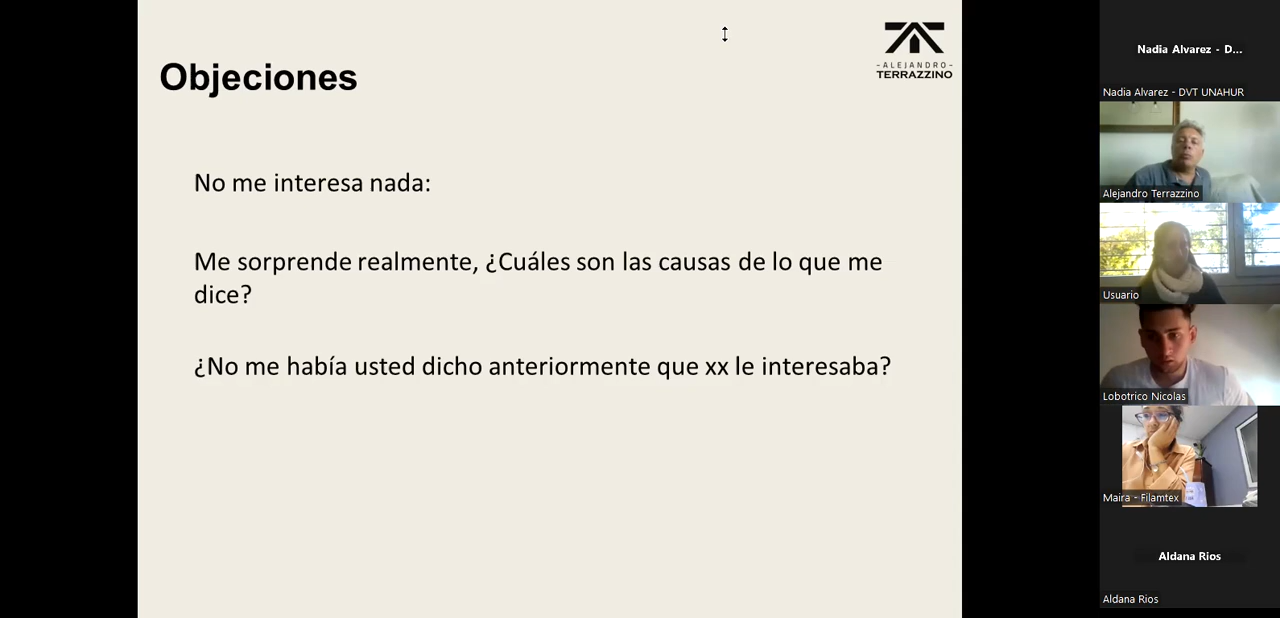 Objeciones
-ALEJANDRO-
TERRAZZINO
No me interesa nada:
Me sorprende realmente, ¿Cuáles son las causas de lo que me
dice?
¿No me había usted dicho anteriormente que xx le interesaba?
Nadia Alvarez - D...
Nadia Alvarez - DVT UNAHUR
Alejandro Terrazzino
Usuario
Lobotrico Nicolas
Maira - Filamtex
Aldana Rios
Aldana Rios